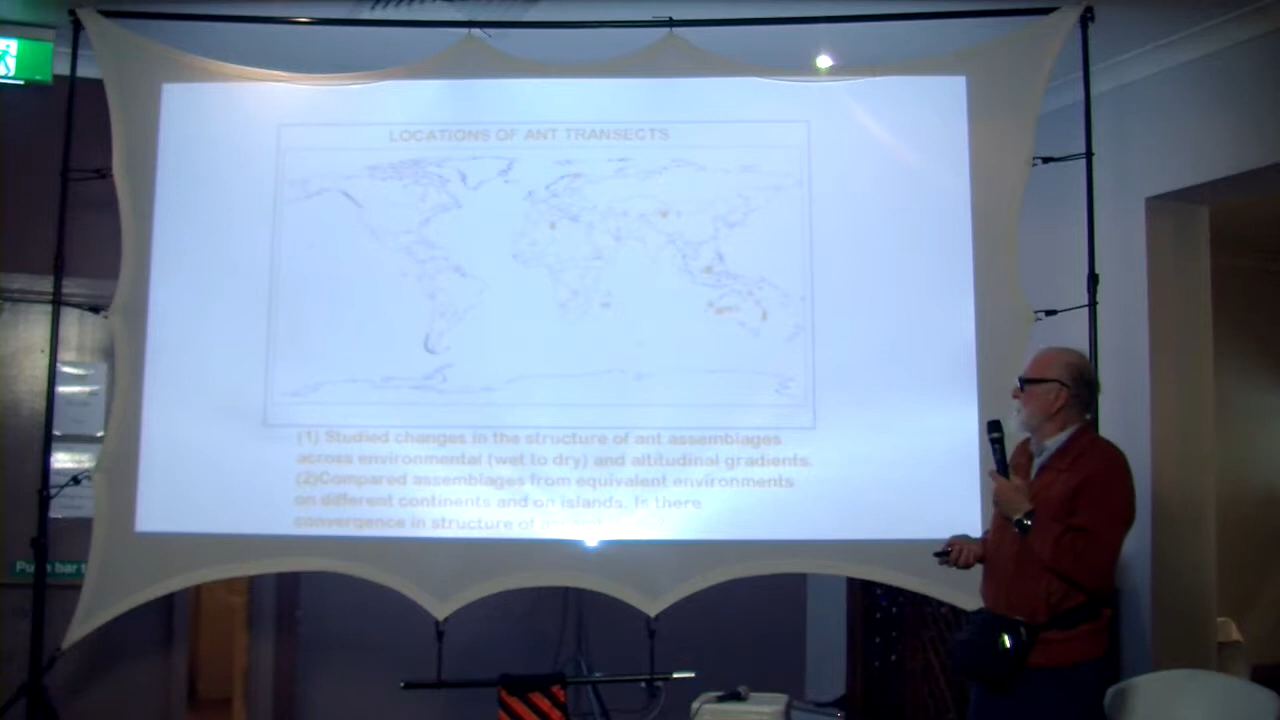 LOCATIONS OF ANT TRANSECTS
(1) Studied changes in the structure of ant assemblages
across environmental (wet to dry) and altitudinal gradients.
(2)Compared assemblages from equivalent environments
on different continents and on islands. Is there
convergence in structure of
Push bar t